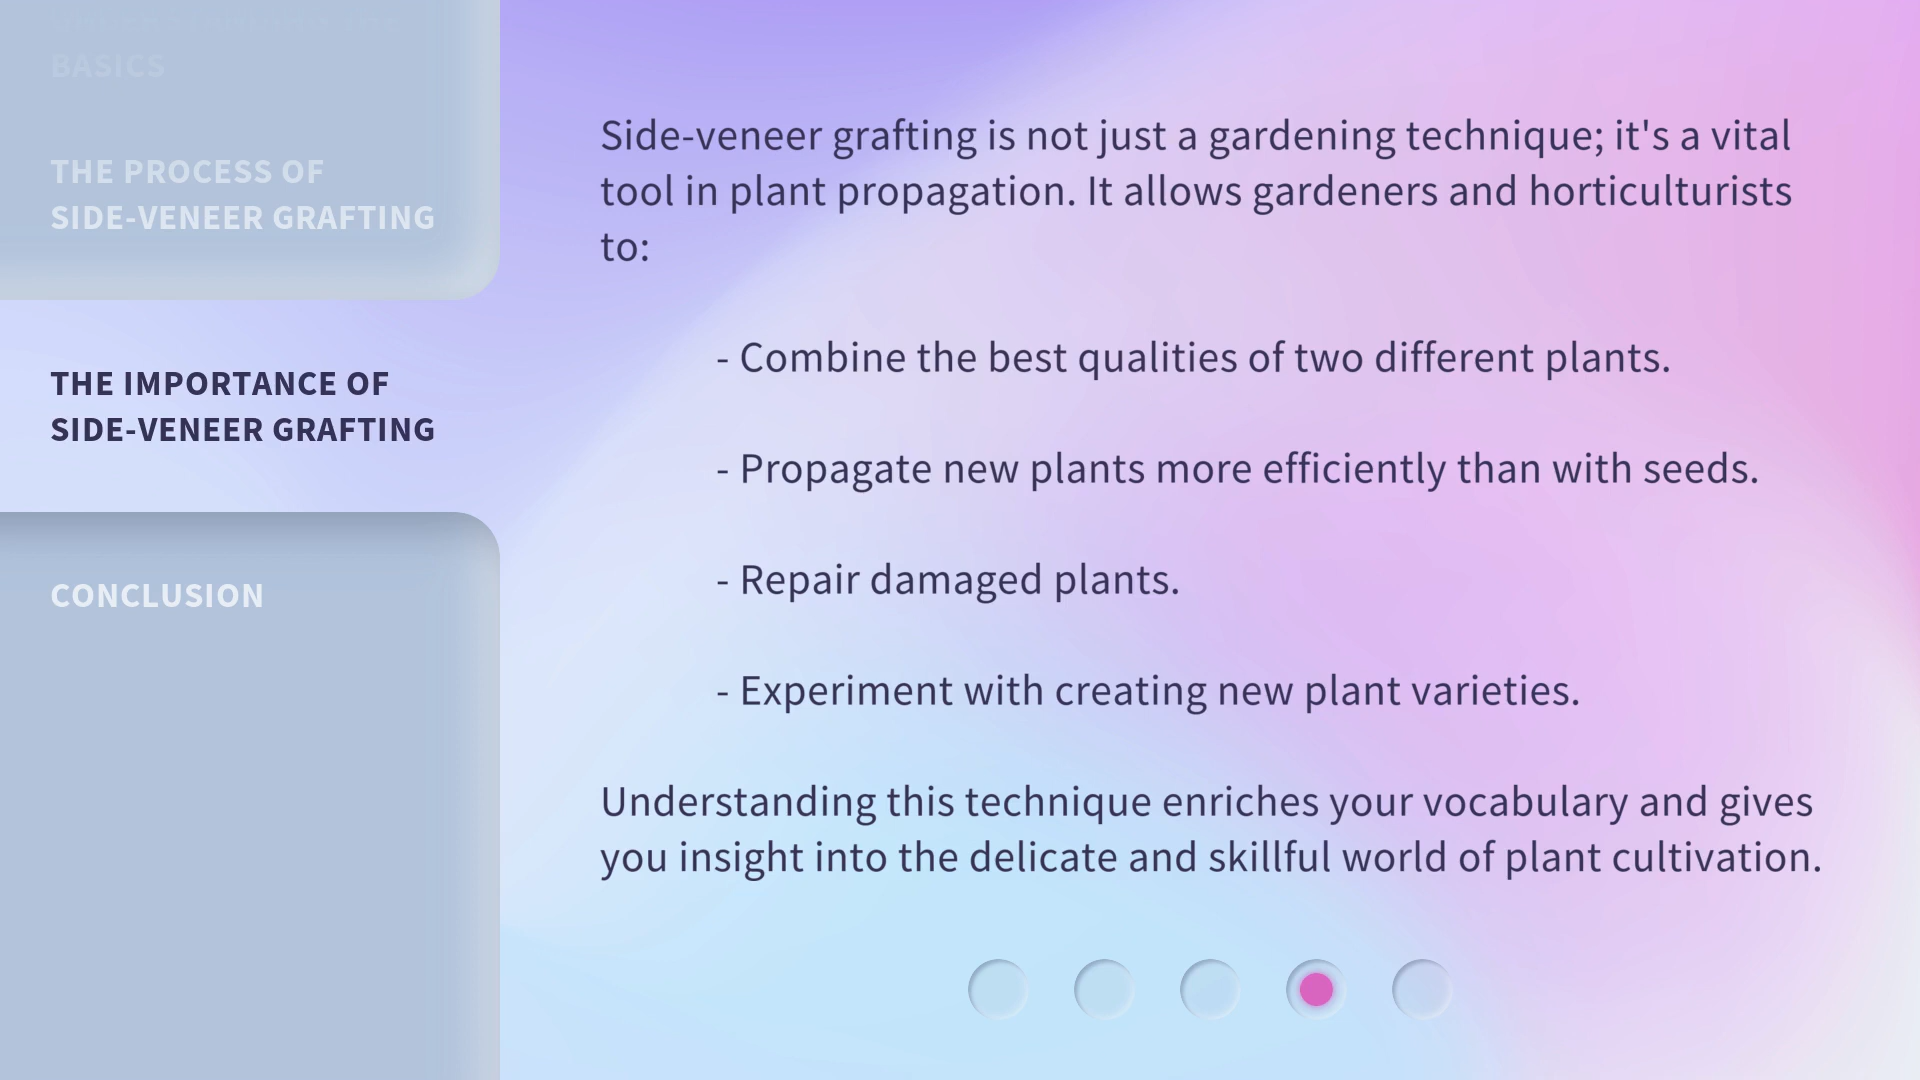 BASICS
THE PROCESS OF
SIDE-VENEER GRAFTING
THE IMPORTANCE OF
SIDE-VENEER GRAFTING
CONCLUSION
Side-veneer grafting is not just a gardening technique; it's a vital
tool in plant propagation. It allows gardeners and horticulturists
to:
- Combine the best qualities of two different plants.
- Propagate new plants more efficiently than with seeds.
- Repair damaged plants.
- Experiment with creating new plant varieties.
Understanding this technique enriches your vocabulary and gives
you insight into the delicate and skillful world of plant cultivation.